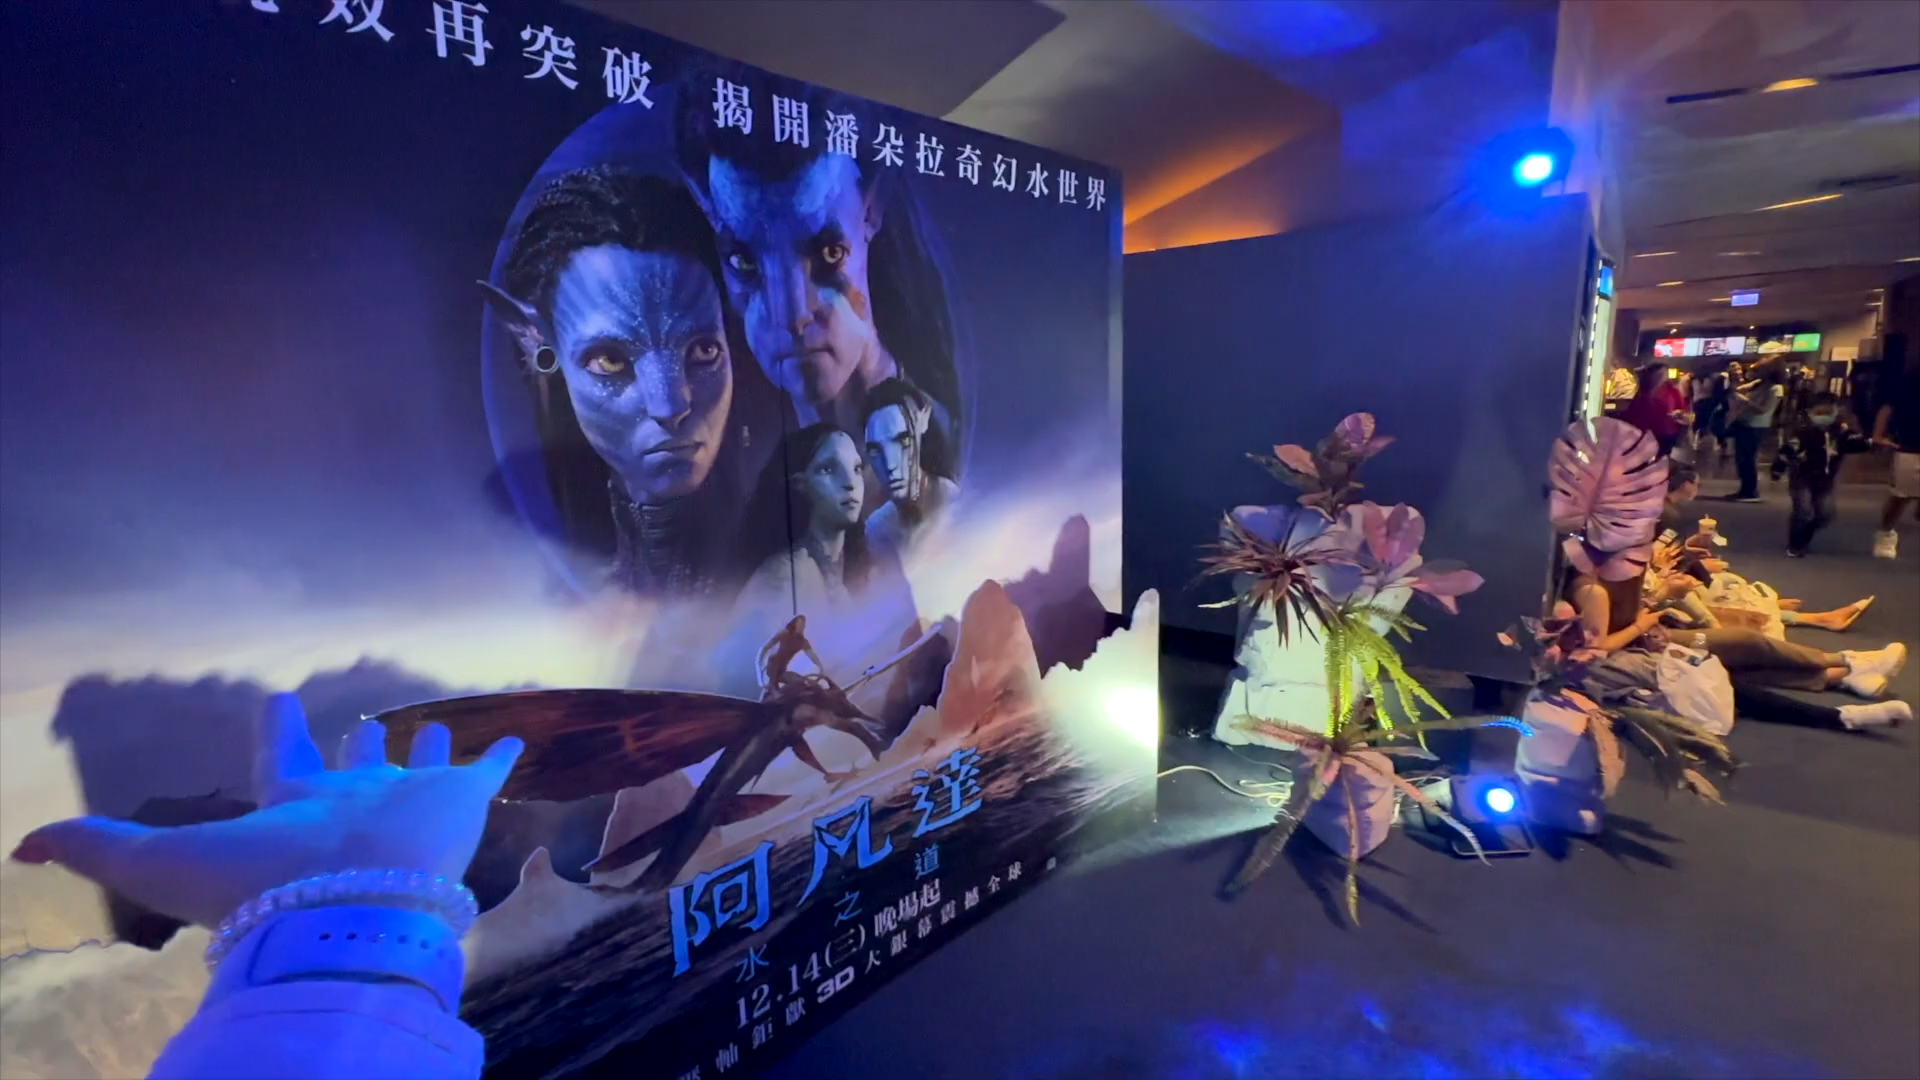 效再突破 揭開潘朵拉奇幻水世界
阿凡達
水之道
12.14(三)晚場起
鉅獻 3D 大銀幕震撼全球